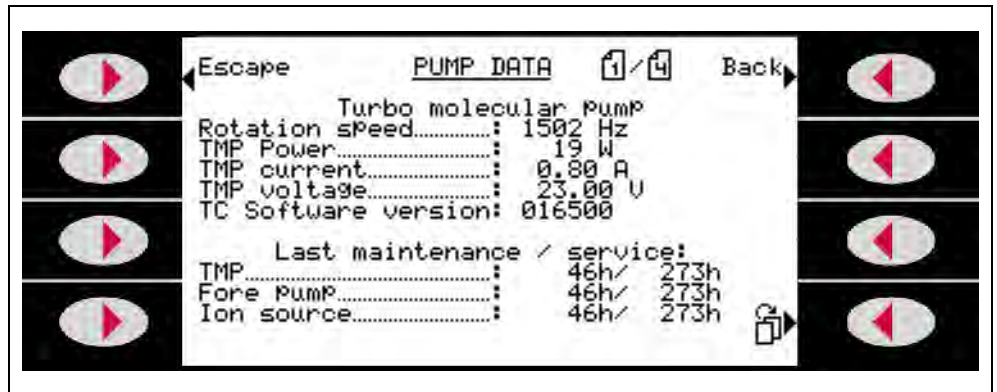 Escape PUMP DATA 1/4 Back
Turbo molecular pump
Rotation speed............: 1502 Hz
TMP Power.....................: 19 W
TMP current.................: 0.80 A
TMP voltage.................: 23.00 V
TC Software version: 016500
Last maintenance / service:
TMP.................................: 46h/ 273h
Fore pump.....................: 46h/ 273h
Ion source...................: 46h/ 273h